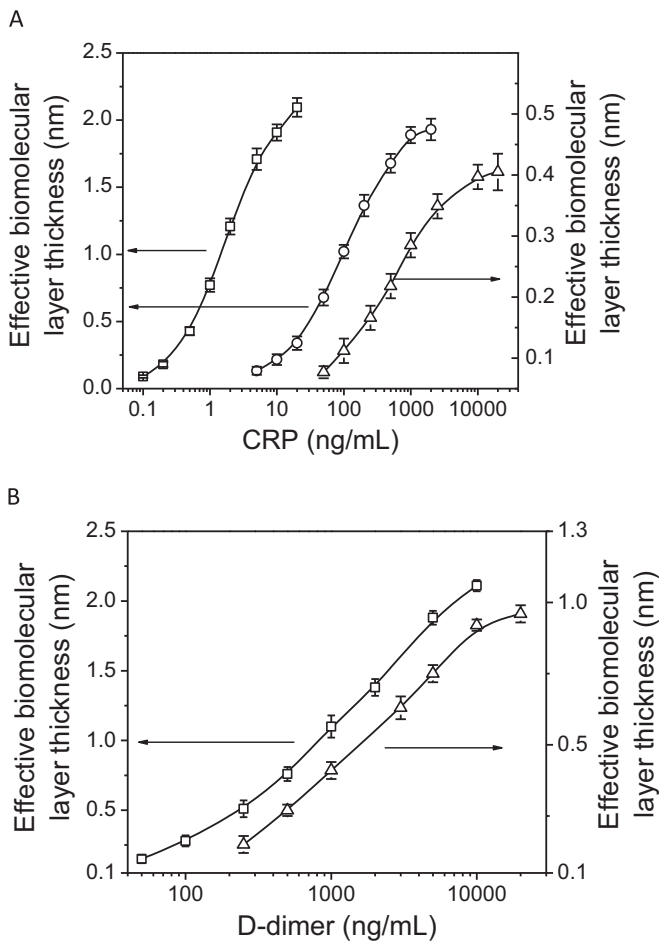 A
Effective biomolecular
layer thickness (nm)
2.5
2.0
1.5
1.0
0.5
0.0
0.5
0.4
0.3
0.2
0.1
Effective biomolecular
layer thickness (nm)
0.1
1
10
100
1000
10000
CRP (ng/mL)
B
Effective biomolecular
layer thickness (nm)
2.5
2.0
1.5
1.0
0.5
0.1
1.3
1.0
0.5
0.1
Effective biomolecular
layer thickness (nm)
100
1000
10000
D-dimer (ng/mL)